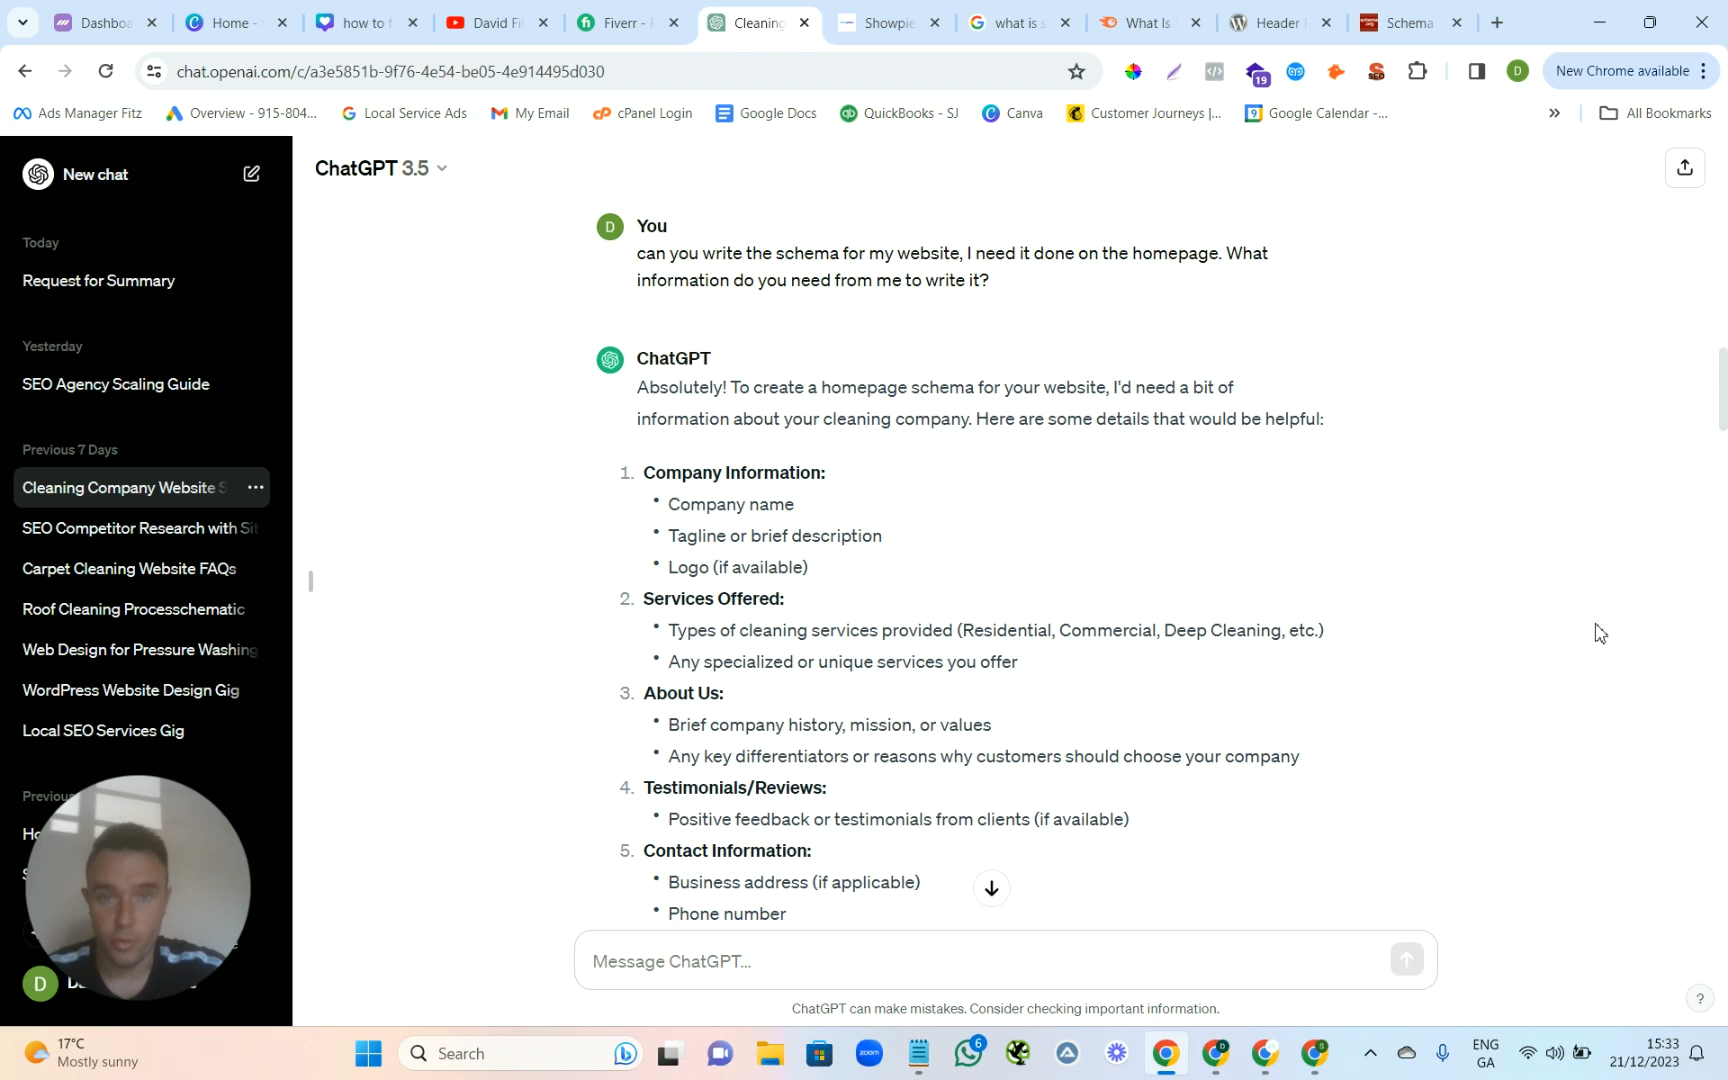 Dashboa
Home -
how to f
David Fi
Fiverr - F
Cleaning
Showpie
what is s
What Is
Header
Schema
chat.openai.com/c/a3e5851b-9f76-4e54-be05-4e914495d030
19
SEO
D
New Chrome available
Ads Manager Fitz
Overview - 915-804...
Local Service Ads
My Email
cPanel Login
Google Docs
QuickBooks - SJ
Canva
Customer Journeys |...
Google Calendar -...
All Bookmarks
New chat
ChatGPT 3.5
Today
Request for Summary
Yesterday
SEO Agency Scaling Guide
Previous 7 Days
Cleaning Company Website S
SEO Competitor Research with Sit
Carpet Cleaning Website FAQs
Roof Cleaning Processchematic
Web Design for Pressure Washing
WordPress Website Design Gig
Local SEO Services Gig
Previous
D
D
You
can you write the schema for my website, I need it done on the homepage. What
information do you need from me to write it?
ChatGPT
Absolutely! To create a homepage schema for your website, I'd need a bit of
information about your cleaning company. Here are some details that would be helpful:
1. Company Information:
• Company name
• Tagline or brief description
• Logo (if available)
2. Services Offered:
• Types of cleaning services provided (Residential, Commercial, Deep Cleaning, etc.)
• Any specialized or unique services you offer
3. About Us:
• Brief company history, mission, or values
• Any key differentiators or reasons why customers should choose your company
4. Testimonials/Reviews:
• Positive feedback or testimonials from clients (if available)
5. Contact Information:
• Business address (if applicable)
• Phone number
Message ChatGPT...
ChatGPT can make mistakes. Consider checking important information.
?
17°C
Mostly sunny
Search
zoom
6
ENG
GA
15:33
21/12/2023